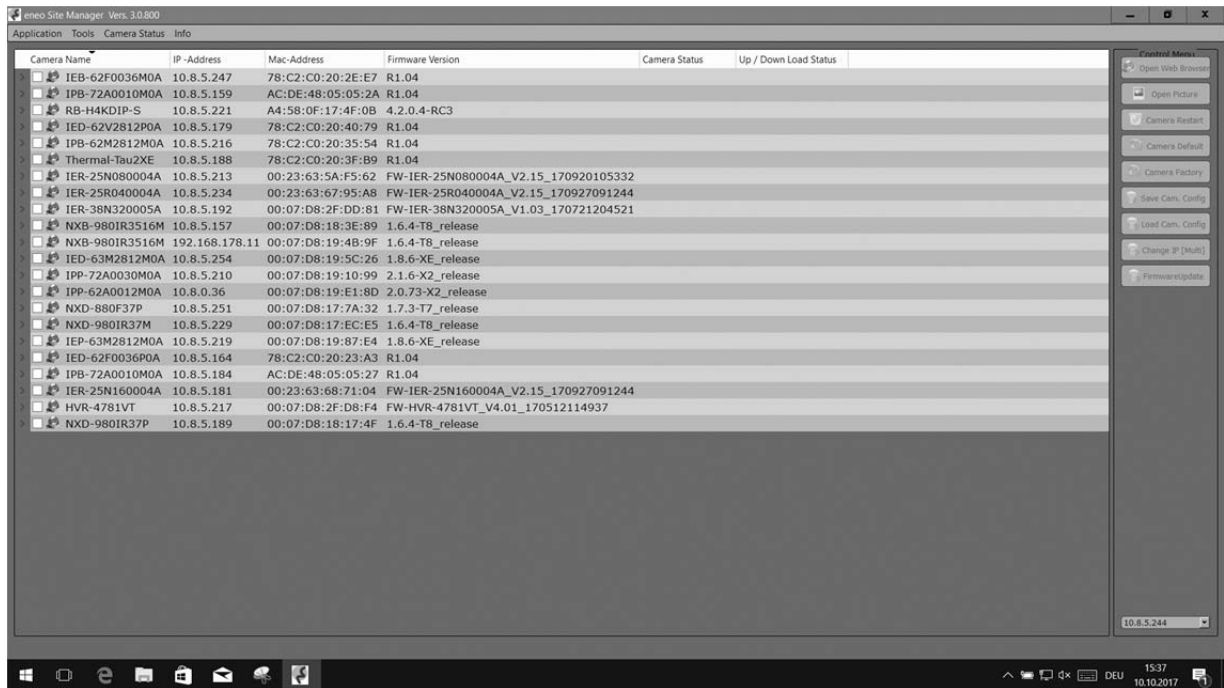 eneo Site Manager Vers. 3.0.800
Application Tools Camera Status Info
Camera Name IP -Address Mac-Address Firmware Version Camera Status Up / Down Load Status
IEB-62F0036M0A 10.8.5.247 78:C2:C0:20:2E:E7 R1.04
IPB-72A0010M0A 10.8.5.159 AC:DE:48:05:05:2A R1.04
RB-H4KDIP-S 10.8.5.221 A4:58:0F:17:4F:0B 4.2.0.4-RC3
IED-62V2812P0A 10.8.5.179 78:C2:C0:20:40:79 R1.04
IPB-62M2812M0A 10.8.5.216 78:C2:C0:20:35:54 R1.04
Thermal-Tau2XE 10.8.5.188 78:C2:C0:20:3F:B9 R1.04
IER-25N080004A 10.8.5.213 00:23:63:5A:F5:62 FW-IER-25N080004A_V2.15_170920105332
IER-25R040004A 10.8.5.234 00:23:63:67:95:A8 FW-IER-25R040004A_V2.15_170927091244
IER-38N320005A 10.8.5.192 00:07:D8:2F:DD:81 FW-IER-38N320005A_V1.03_170721204521
NXB-980IR3516M 10.8.5.157 00:07:D8:18:3E:89 1.6.4-T8_release
NXB-980IR3516M 192.168.178.11 00:07:D8:19:4B:9F 1.6.4-T8_release
IED-63M2812M0A 10.8.5.254 00:07:D8:19:5C:26 1.8.6-XE_release
IPP-72A0030M0A 10.8.5.210 00:07:D8:19:10:99 2.1.6-X2_release
IPP-62A0012M0A 10.8.0.36 00:07:D8:19:E1:8D 2.0.73-X2_release
NXD-880F37P 10.8.5.251 00:07:D8:17:7A:32 1.7.3-T7_release
NXD-980IR37M 10.8.5.229 00:07:D8:17:EC:E5 1.6.4-T8_release
IEP-63M2812M0A 10.8.5.219 00:07:D8:19:87:E4 1.8.6-XE_release
IED-62F0036P0A 10.8.5.164 78:C2:C0:20:23:A3 R1.04
IPB-72A0010M0A 10.8.5.184 AC:DE:48:05:05:27 R1.04
IER-25N160004A 10.8.5.181 00:23:63:68:71:04 FW-IER-25N160004A_V2.15_170927091244
HVR-4781VT 10.8.5.217 00:07:D8:2F:D8:F4 FW-HVR-4781VT_V4.01_170512114937
NXD-980IR37P 10.8.5.189 00:07:D8:18:17:4F 1.6.4-T8_release
Control Menu
Open Web Browser
Open Picture
Camera Restart
Camera Default
Camera Factory
Save Cam. Config
Load Cam. Config
Change IP [Multi]
FirmwareUpdate
10.8.5.244
DEU
15:37
10.10.2017